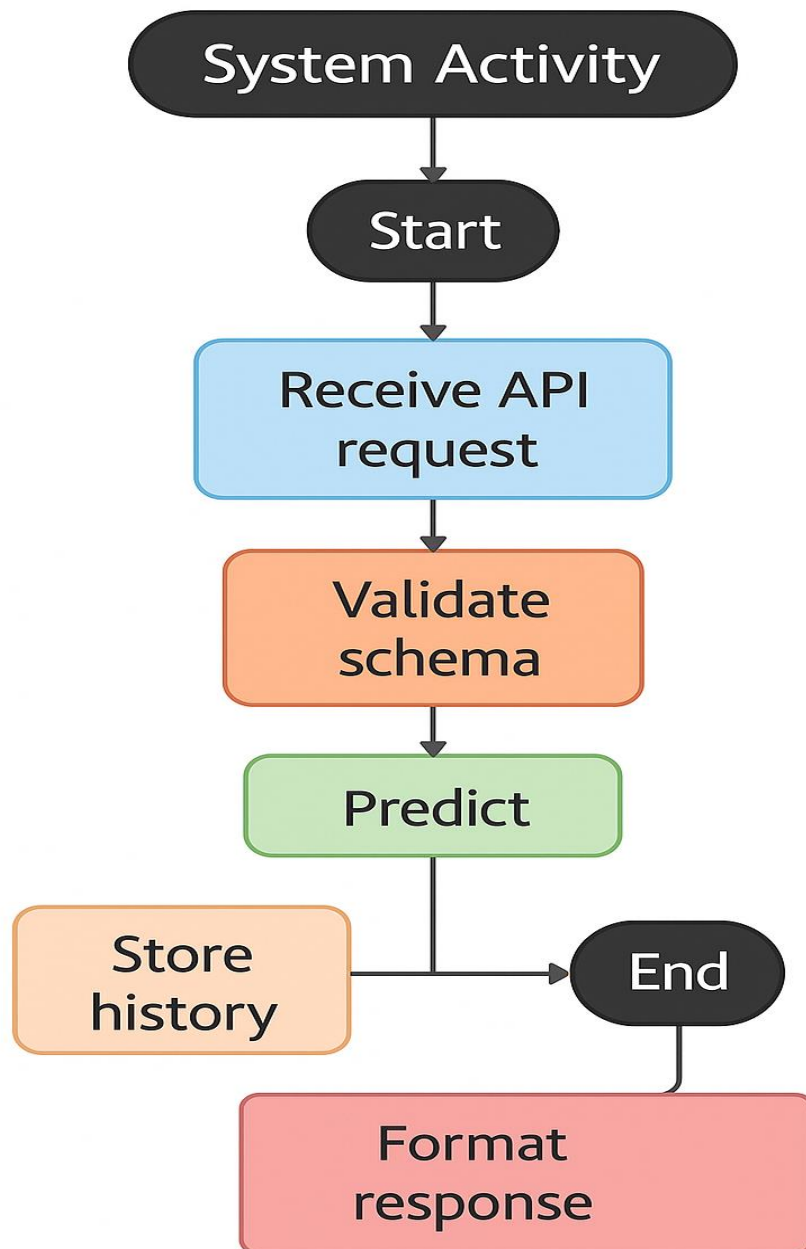 System Activity
Start
Receive API
request
Validate
schema
Predict
Store
history
End
Format
response